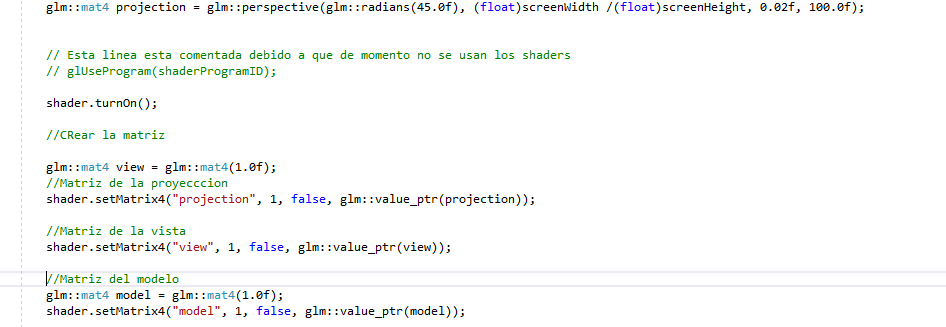 glm::mat4 projection = glm::perspective(glm::radians(45.0f), (float)screenWidth /(float)screenHeight, 0.02f, 100.0f);
// Esta linea esta comentada debido a que de momento no se usan los shaders
// glUseProgram(shaderProgramID);
shader.turnOn();
//CRear la matriz
glm::mat4 view = glm::mat4(1.0f);
//Matriz de la proyecccion
shader.setMatrix4("projection", 1, false, glm::value_ptr(projection));
//Matriz de la vista
shader.setMatrix4("view", 1, false, glm::value_ptr(view));
//Matriz del modelo
glm::mat4 model = glm::mat4(1.0f);
shader.setMatrix4("model", 1, false, glm::value_ptr(model));